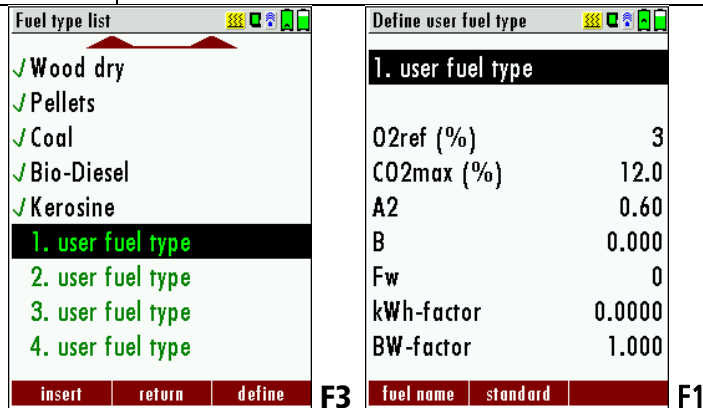 Fuel type list
√ Wood dry
√ Pellets
√ Coal
√ Bio-Diesel
√ Kerosine
1. user fuel type
2. user fuel type
3. user fuel type
4. user fuel type
insert return define
F3
Define user fuel type
1. user fuel type
O2ref (%) 3
CO2max (%) 12.0
A2 0.60
B 0.000
Fw 0
kWh-factor 0.0000
BW-factor 1.000
fuel name standard
F1